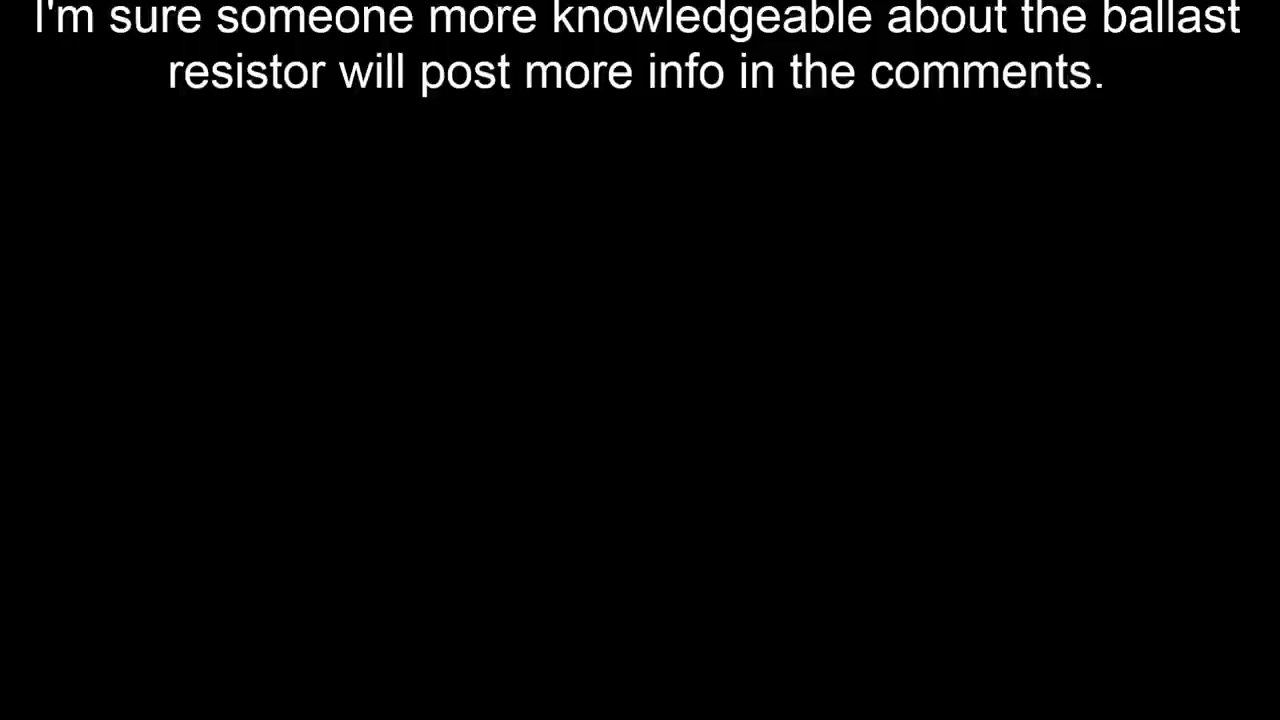 I'm sure someone more knowledgeable about the ballast
resistor will post more info in the comments.